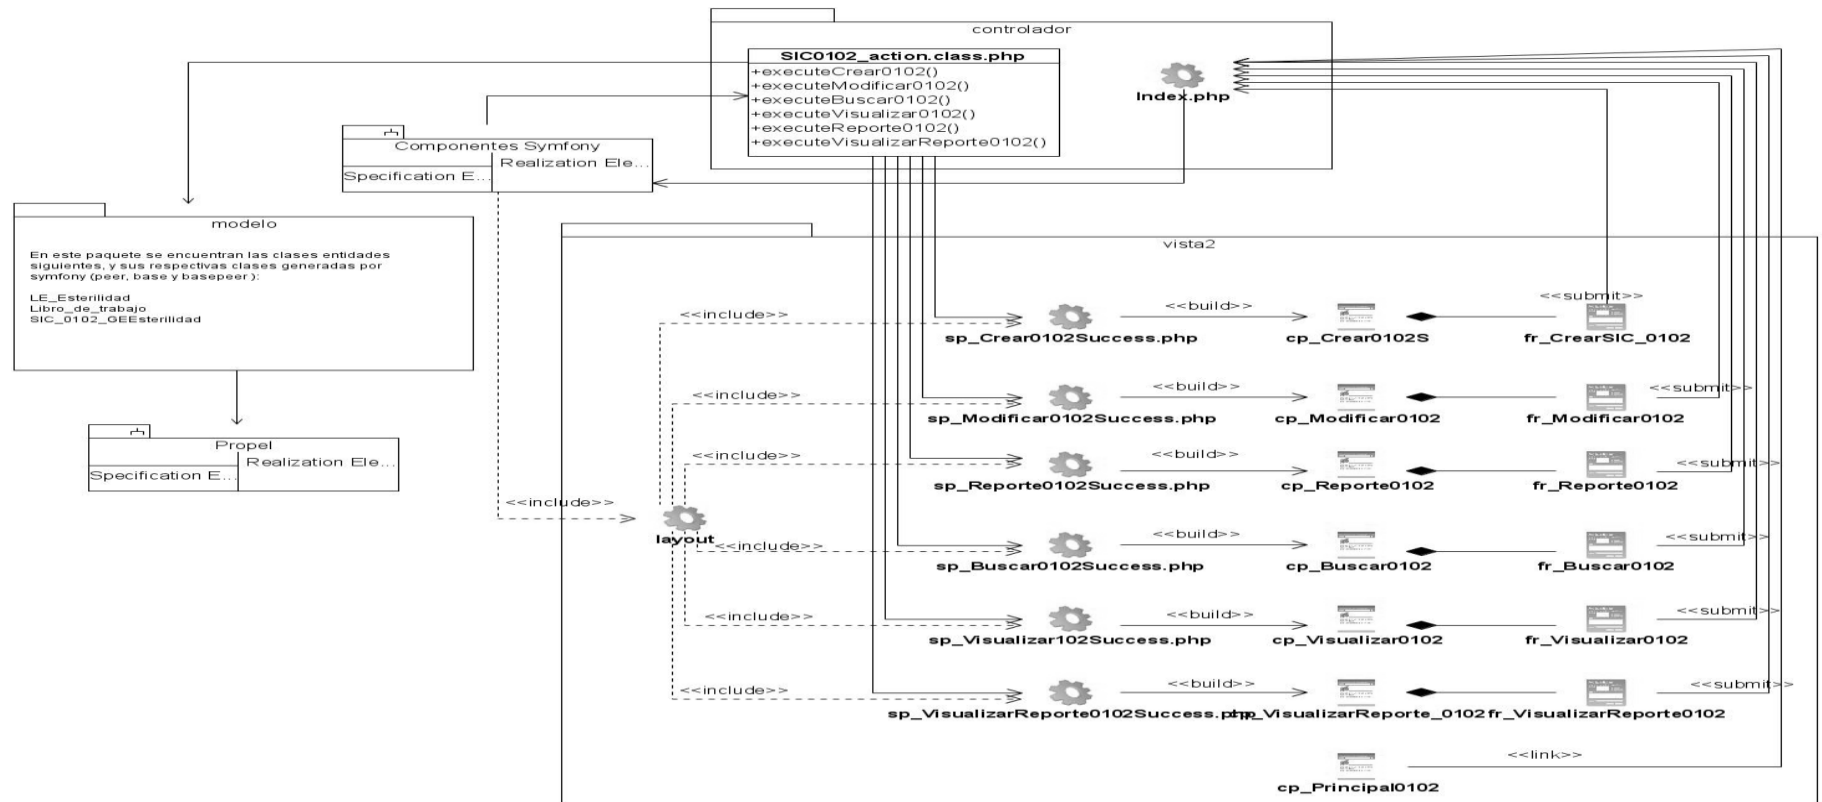 controlador
SIC0102_action.class.php
+executeCrear0102()
+executeModificar0102()
+executeBuscar0102()
+executeVisualizar0102()
+executeReporte0102()
+executeVisualizarReporte0102()
Index.php
Componentes Symfony
Realization Ele...
Specification E...
modelo
En este paquete se encuentran las clases entidades
siguientes, y sus respectivas clases generadas por
symfony (peer, base y basepeer ):
LE_Esterilidad
Libro_de_trabajo
SIC_0102_GEEsterilidad
Propel
Realization Ele...
Specification E...
vista2
<<include>>
layout
<<include>>
sp_Crear0102Success.php
<<build>>
cp_Crear0102S
<<submit>>
fr_CrearSIC_0102
<<include>>
sp_Modificar0102Success.php
<<build>>
cp_Modificar0102
<<submit>>
fr_Modificar0102
<<include>>
sp_Reporte0102Success.php
<<build>>
cp_Reporte0102
<<submit>>
fr_Reporte0102
<<include>>
sp_Buscar0102Success.php
<<build>>
cp_Buscar0102
<<submit>>
fr_Buscar0102
<<include>>
sp_Visualizar102Success.php
<<build>>
cp_Visualizar0102
<<submit>>
fr_Visualizar0102
<<include>>
sp_VisualizarReporte0102Success.php
<<build>>
cp_VisualizarReporte_0102
<<submit>>
fr_VisualizarReporte0102
<<link>>
cp_Principal0102